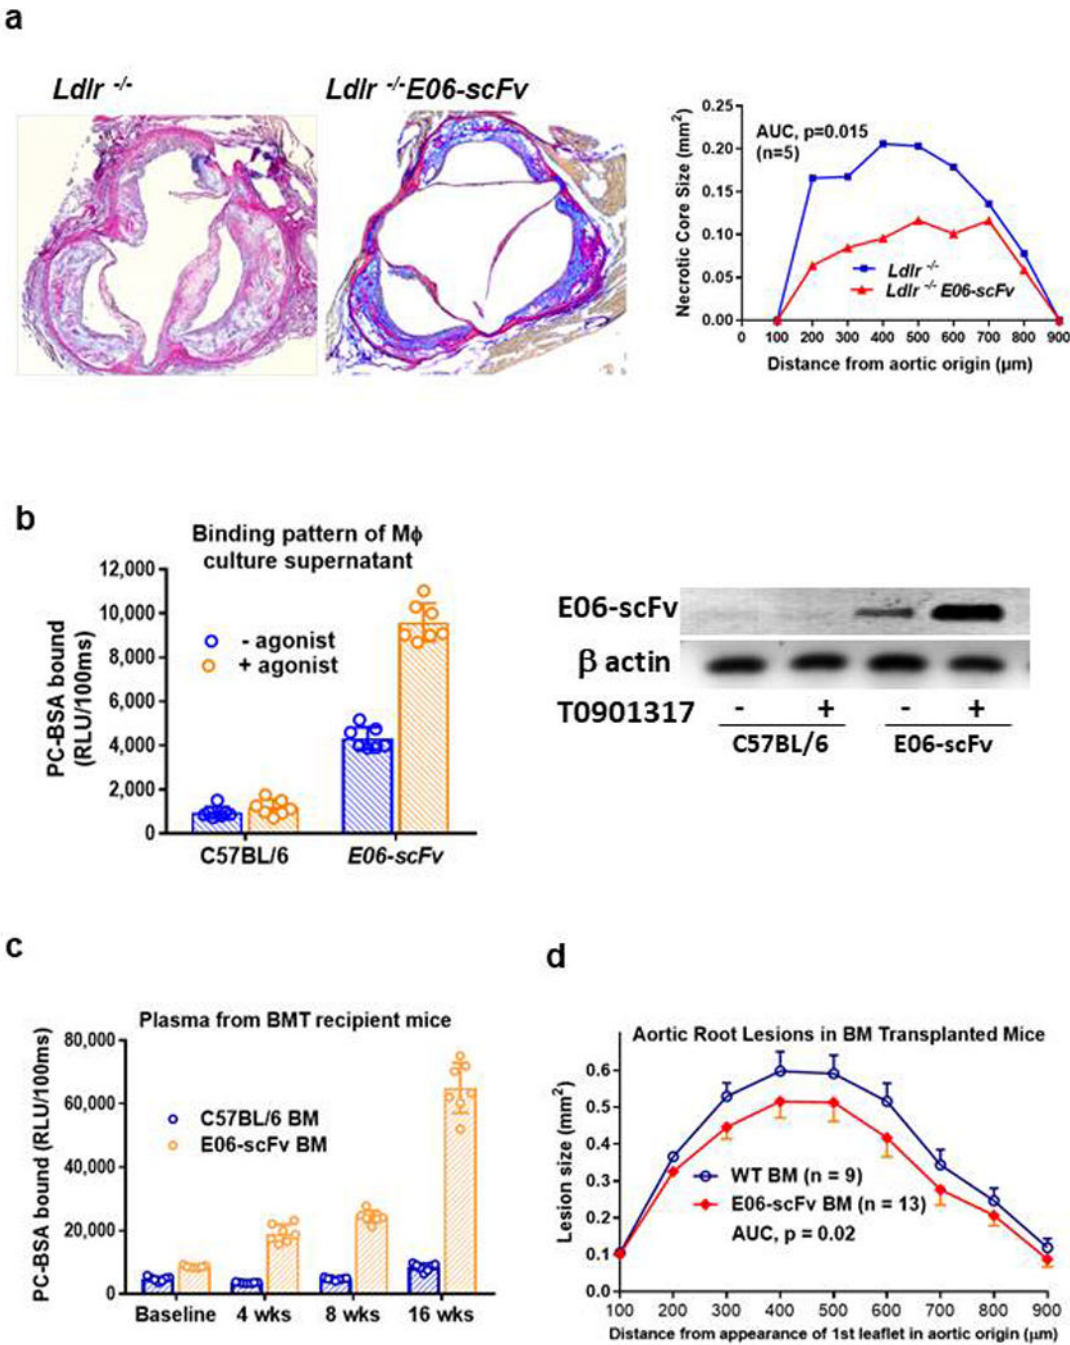 a
Ldlr -/-
Ldlr -/-E06-scFv
Necrotic Core Size (mm2)
0.25
0.20
0.15
0.10
0.05
0.00
AUC, p=0.015
(n=5)
Ldlr -/-
Ldlr -/- E06-scFv
0 100 200 300 400 500 600 700 800 900
Distance from aortic origin (μm)
b
Binding pattern of Mϕ
culture supernatant
PC-BSA bound
(RLU/100ms)
12,000
10,000
8,000
6,000
4,000
2,000
0
- agonist
+ agonist
C57BL/6 E06-scFv
E06-scFv
β actin
T0901317 - + - +
C57BL/6 E06-scFv
c
Plasma from BMT recipient mice
PC-BSA bound (RLU/100ms)
80,000
60,000
40,000
20,000
0
C57BL/6 BM
E06-scFv BM
Baseline 4 wks 8 wks 16 wks
d
Aortic Root Lesions in BM Transplanted Mice
Lesion size (mm2)
0.6
0.5
0.4
0.3
0.2
0.1
0.0
WT BM (n = 9)
E06-scFv BM (n = 13)
AUC, p = 0.02
100 200 300 400 500 600 700 800 900
Distance from appearance of 1st leaflet in aortic origin (μm)